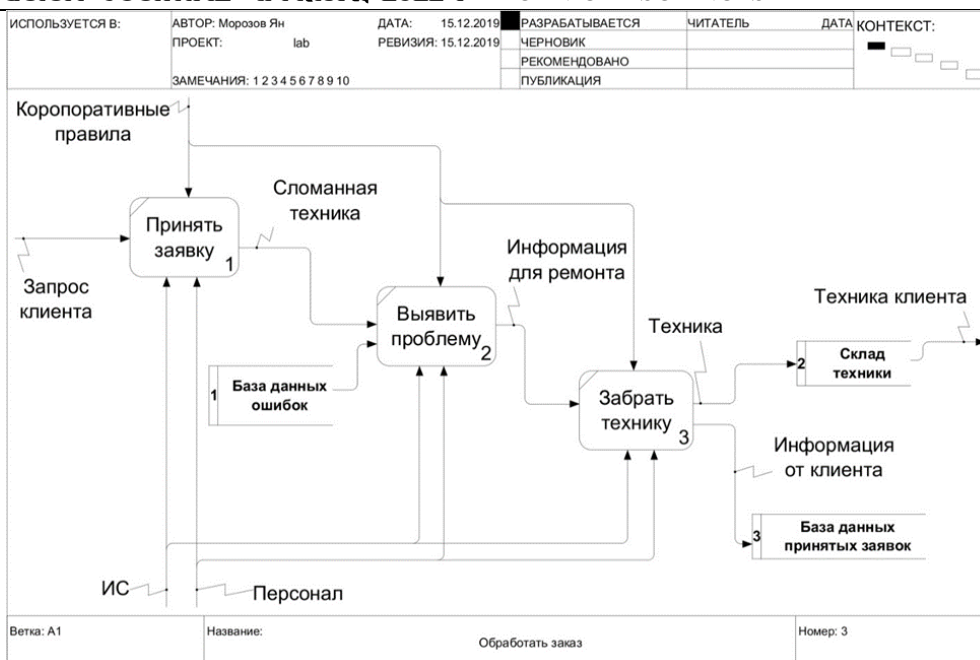 ИСПОЛЬЗУЕТСЯ В:
АВТОР: Морозов Ян
ДАТА: 15.12.2019
РАЗРАБАТЫВАЕТСЯ
ЧИТАТЕЛЬ
ДАТА
КОНТЕКСТ:
ПРОЕКТ: lab
РЕВИЗИЯ: 15.12.2019
ЧЕРНОВИК
РЕКОМЕНДОВАНО
ЗАМЕЧАНИЯ: 1 2 3 4 5 6 7 8 9 10
ПУБЛИКАЦИЯ
Коропоративные
правила
Сломанная
техника
Принять
заявку
1
Запрос
клиента
Информация
для ремонта
Выявить
проблему
2
Техника клиента
Техника
1
База данных
ошибок
2
Склад
техники
Забрать
технику
3
Информация
от клиента
3
База данных
принятых заявок
ИС
Персонал
Ветка: А1
Название:
Обработать заказ
Номер: 3